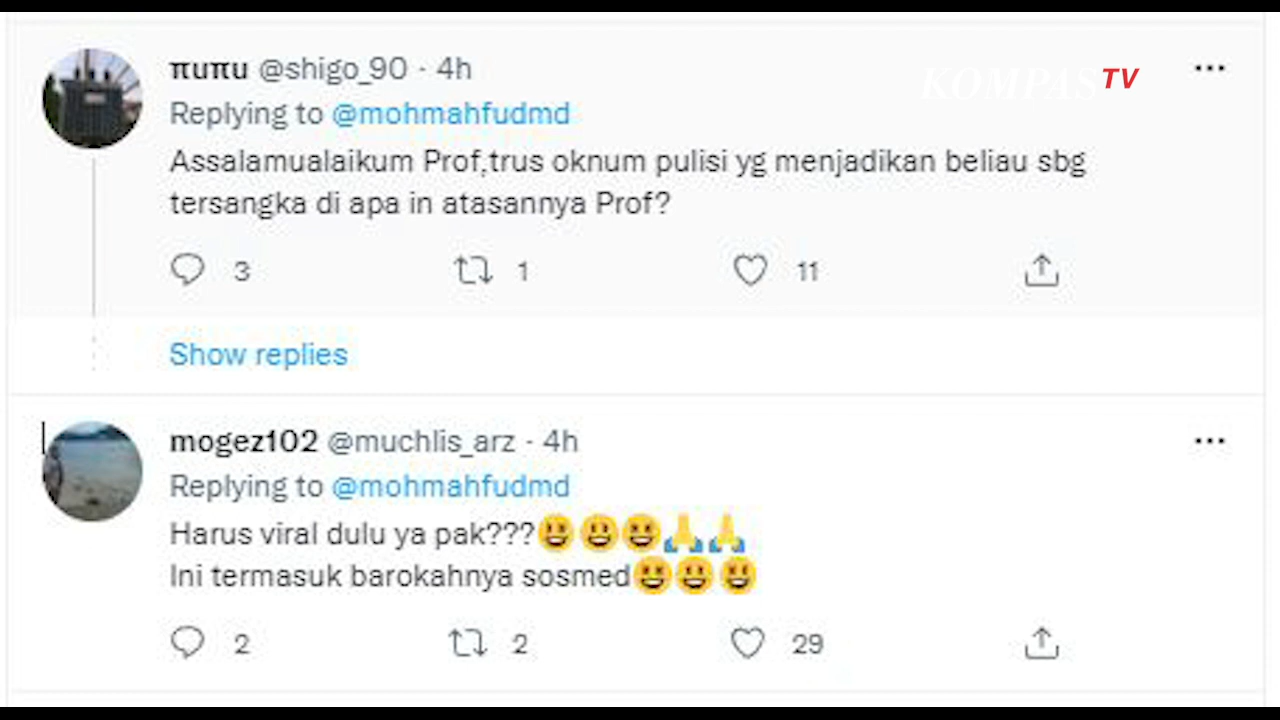 KOMPAS TV
πuπu @shigo_90 · 4h
Replying to @mohmahfudmd
Assalamualaikum Prof,trus oknum pulisi yg menjadikan beliau sbg
tersangka di apa in atasannya Prof?
3 1 11
Show replies
mogez102 @muchlis_arz · 4h
Replying to @mohmahfudmd
Harus viral dulu ya pak???😃😃😃🙏🙏
Ini termasuk barokahnya sosmed😃😃😃
2 2 29